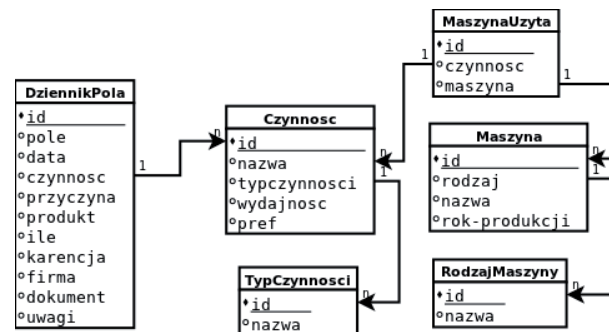 MaszynaUzyta
id
czynnosc
maszyna
1
1
DziennikPola
id
pole
data
czynnosc
przyczyna
produkt
ile
karencja
firma
dokument
uwagi
1
Czynnosc
n
id
n
nazwa
typczynnosci
1
wydajnosc
pref
Maszyna
id
n
rodzaj
1
nazwa
rok-produkcji
TypCzynnosci
id
n
nazwa
RodzajMaszyny
id
n
nazwa